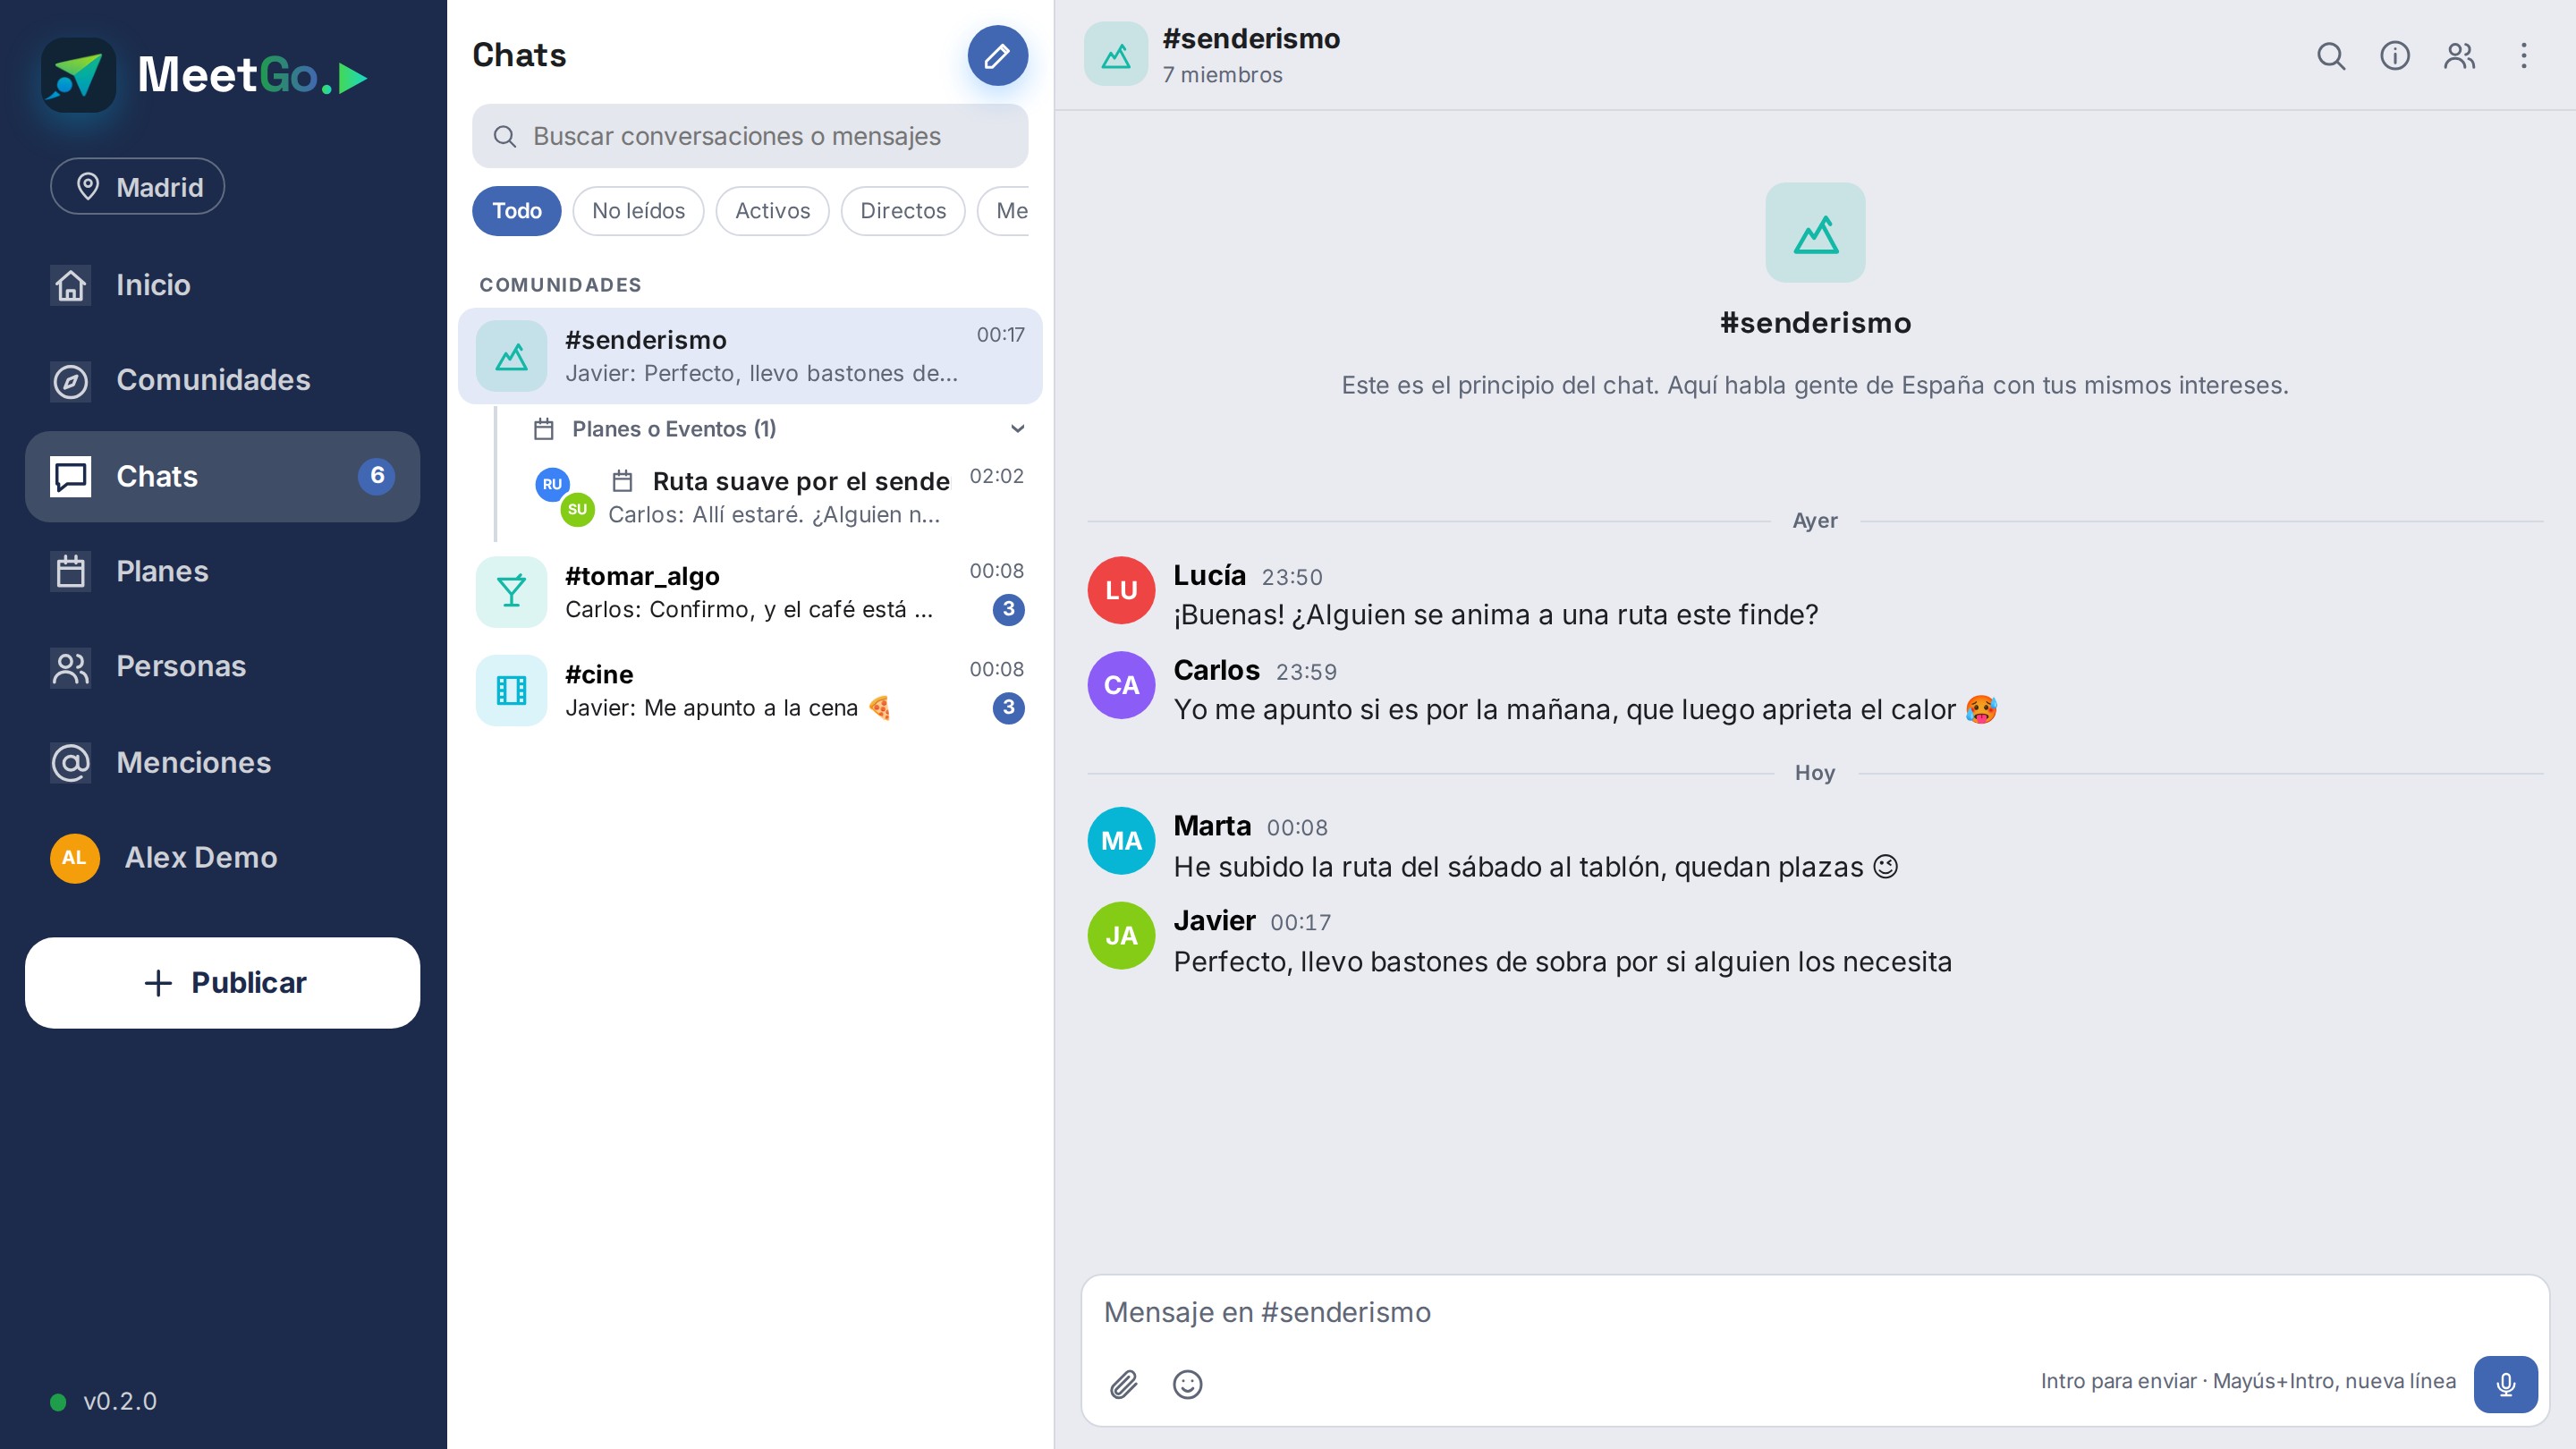 MeetGo.
Madrid
Inicio
Comunidades
Chats 6
Planes
Personas
Menciones
AL Alex Demo
Publicar
v0.2.0
Chats
Buscar conversaciones o mensajes
Todo No leídos Activos Directos Me
COMUNIDADES
#senderismo 00:17
Javier: Perfecto, llevo bastones de...
Planes o Eventos (1)
RU SU Ruta suave por el sende 02:02
Carlos: Allí estaré. ¿Alguien n...
#tomar_algo 00:08
Carlos: Confirmo, y el café está ... 3
#cine 00:08
Javier: Me apunto a la cena 🍕 3
#senderismo
7 miembros
#senderismo
Este es el principio del chat. Aquí habla gente de España con tus mismos intereses.
Ayer
LU Lucía 23:50
¡Buenas! ¿Alguien se anima a una ruta este finde?
CA Carlos 23:59
Yo me apunto si es por la mañana, que luego aprieta el calor 🥵
Hoy
MA Marta 00:08
He subido la ruta del sábado al tablón, quedan plazas 😉
JA Javier 00:17
Perfecto, llevo bastones de sobra por si alguien los necesita
Mensaje en #senderismo
Intro para enviar · Mayús+Intro, nueva línea